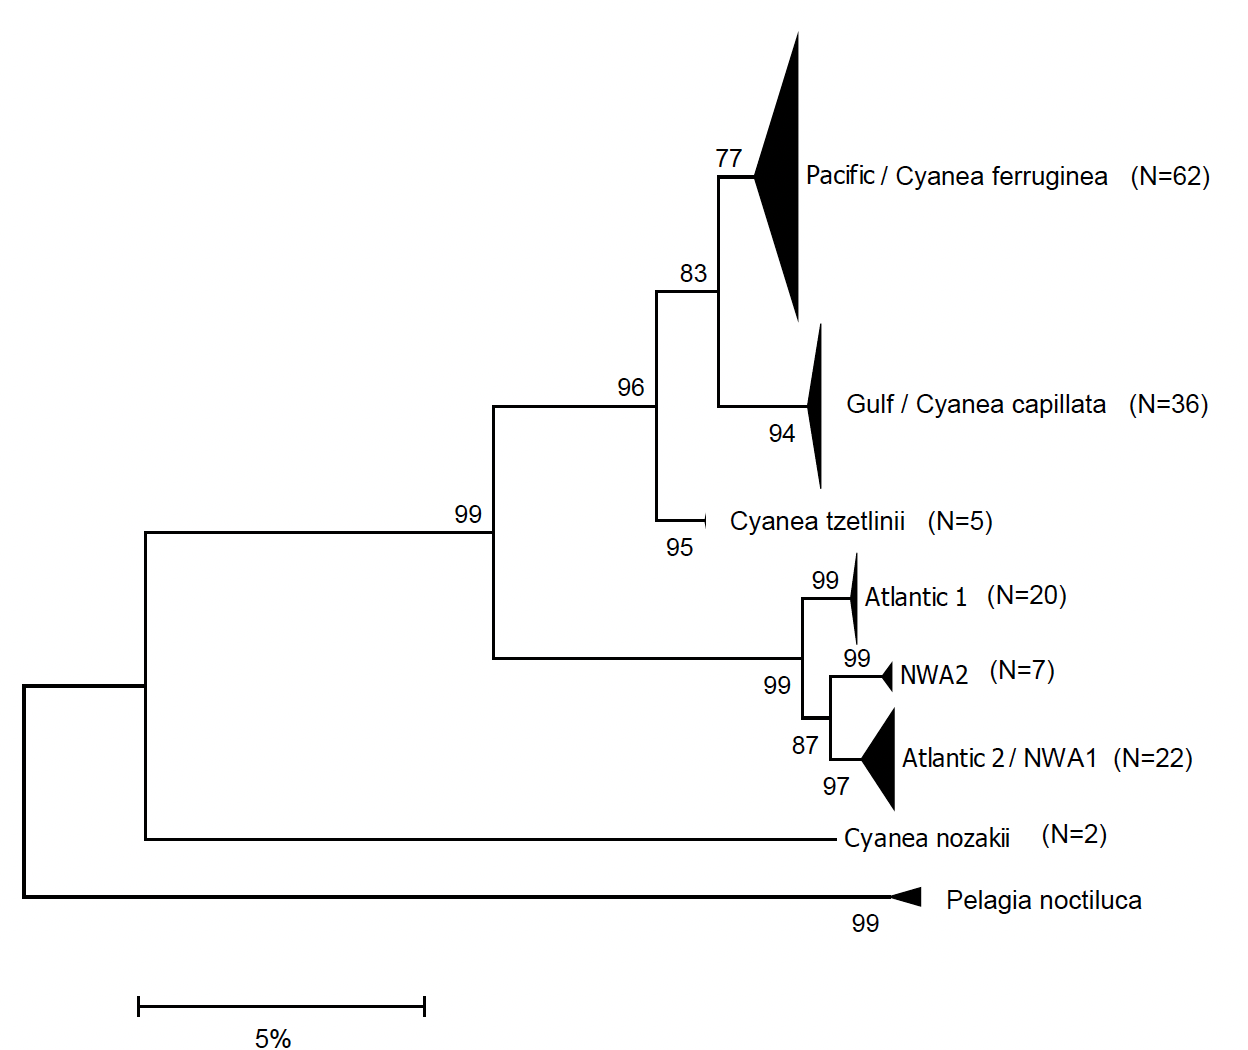 77
Pacific / Cyanea ferruginea (N=62)
83
96
Gulf / Cyanea capillata (N=36)
94
99
Cyanea tzetlinii (N=5)
95
99
Atlantic 1 (N=20)
99
NWA2 (N=7)
99
87
Atlantic 2 / NWA1 (N=22)
97
Cyanea nozakii (N=2)
Pelagia noctiluca
99
5%